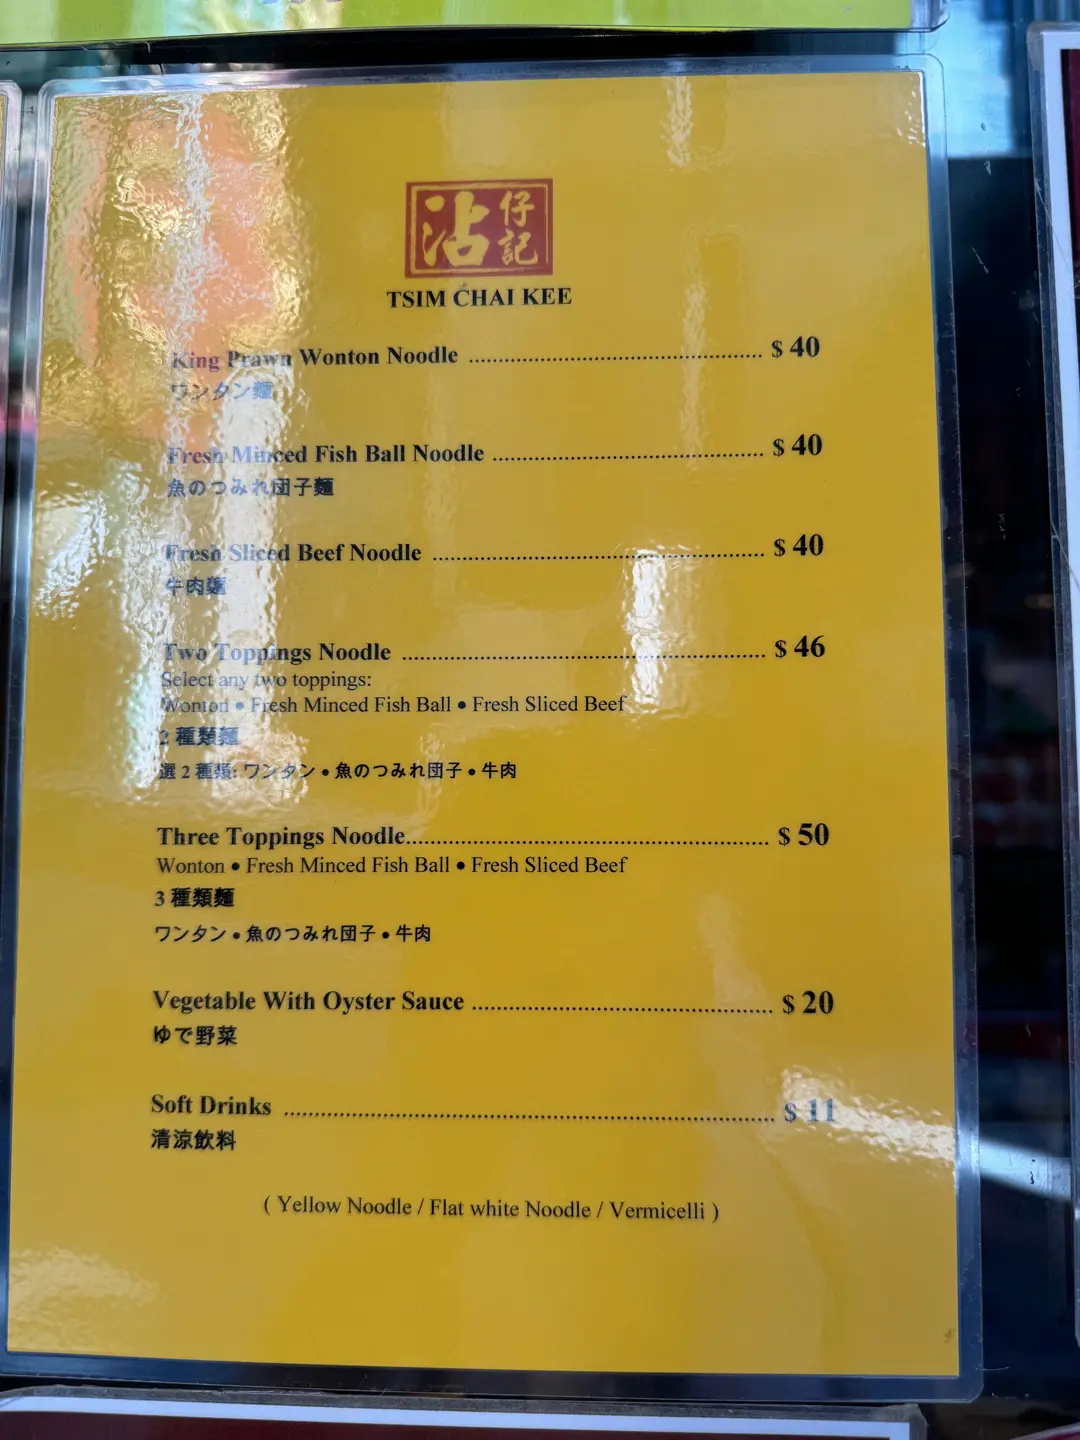 沾仔記
TSIM CHAI KEE
King Prawn Wonton Noodle ........ $ 40
ワンタン麵
Fresh Minced Fish Ball Noodle ........ $ 40
魚のつみれ団子麵
Fresh Sliced Beef Noodle ........ $ 40
牛肉麵
Two Toppings Noodle ........ $ 46
Select any two toppings:
Wonton • Fresh Minced Fish Ball • Fresh Sliced Beef
2 種類麵
選 2 種類: ワンタン • 魚のつみれ団子 • 牛肉
Three Toppings Noodle........ $ 50
Wonton • Fresh Minced Fish Ball • Fresh Sliced Beef
3 種類麵
ワンタン • 魚のつみれ団子 • 牛肉
Vegetable With Oyster Sauce ........ $ 20
ゆで野菜
Soft Drinks ........ $ 11
清涼飲料
( Yellow Noodle / Flat white Noodle / Vermicelli )